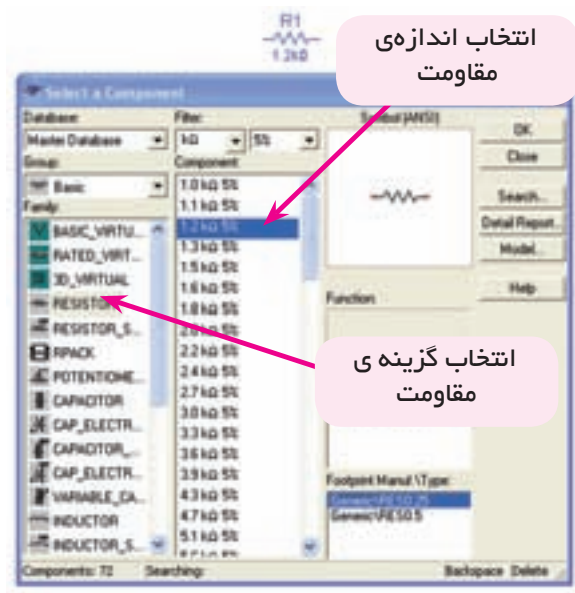 R1
1.2kΩ
انتخاب اندازه‌ی
مقاومت
Select a Component
Database:
Master Database
Group:
Basic
Family:
BASIC_VIRTU...
RATED_VIRT...
3D_VIRTUAL
RESISTOR
RESISTOR_S...
RPACK
POTENTIOME...
CAPACITOR
CAP_ELECTR...
CAPACITOR_...
CAP_ELECTR...
VARIABLE_CA...
INDUCTOR
INDUCTOR_S...
Filter:
kΩ
5%
Component:
1.0 kΩ 5%
1.1 kΩ 5%
1.2 kΩ 5%
1.3 kΩ 5%
1.5 kΩ 5%
1.6 kΩ 5%
1.8 kΩ 5%
2.0 kΩ 5%
2.2 kΩ 5%
2.4 kΩ 5%
2.7 kΩ 5%
3.0 kΩ 5%
3.3 kΩ 5%
3.6 kΩ 5%
3.9 kΩ 5%
4.3 kΩ 5%
4.7 kΩ 5%
5.1 kΩ 5%
Symbol (ANSI)
Function:
انتخاب گزینه ی
مقاومت
Footprint Manuf.\Type:
Generic\RES0.25
Generic\RES0.5
OK
Close
Search...
Detail Report...
Model...
Help
Components: 72
Searching:
Backspace Delete